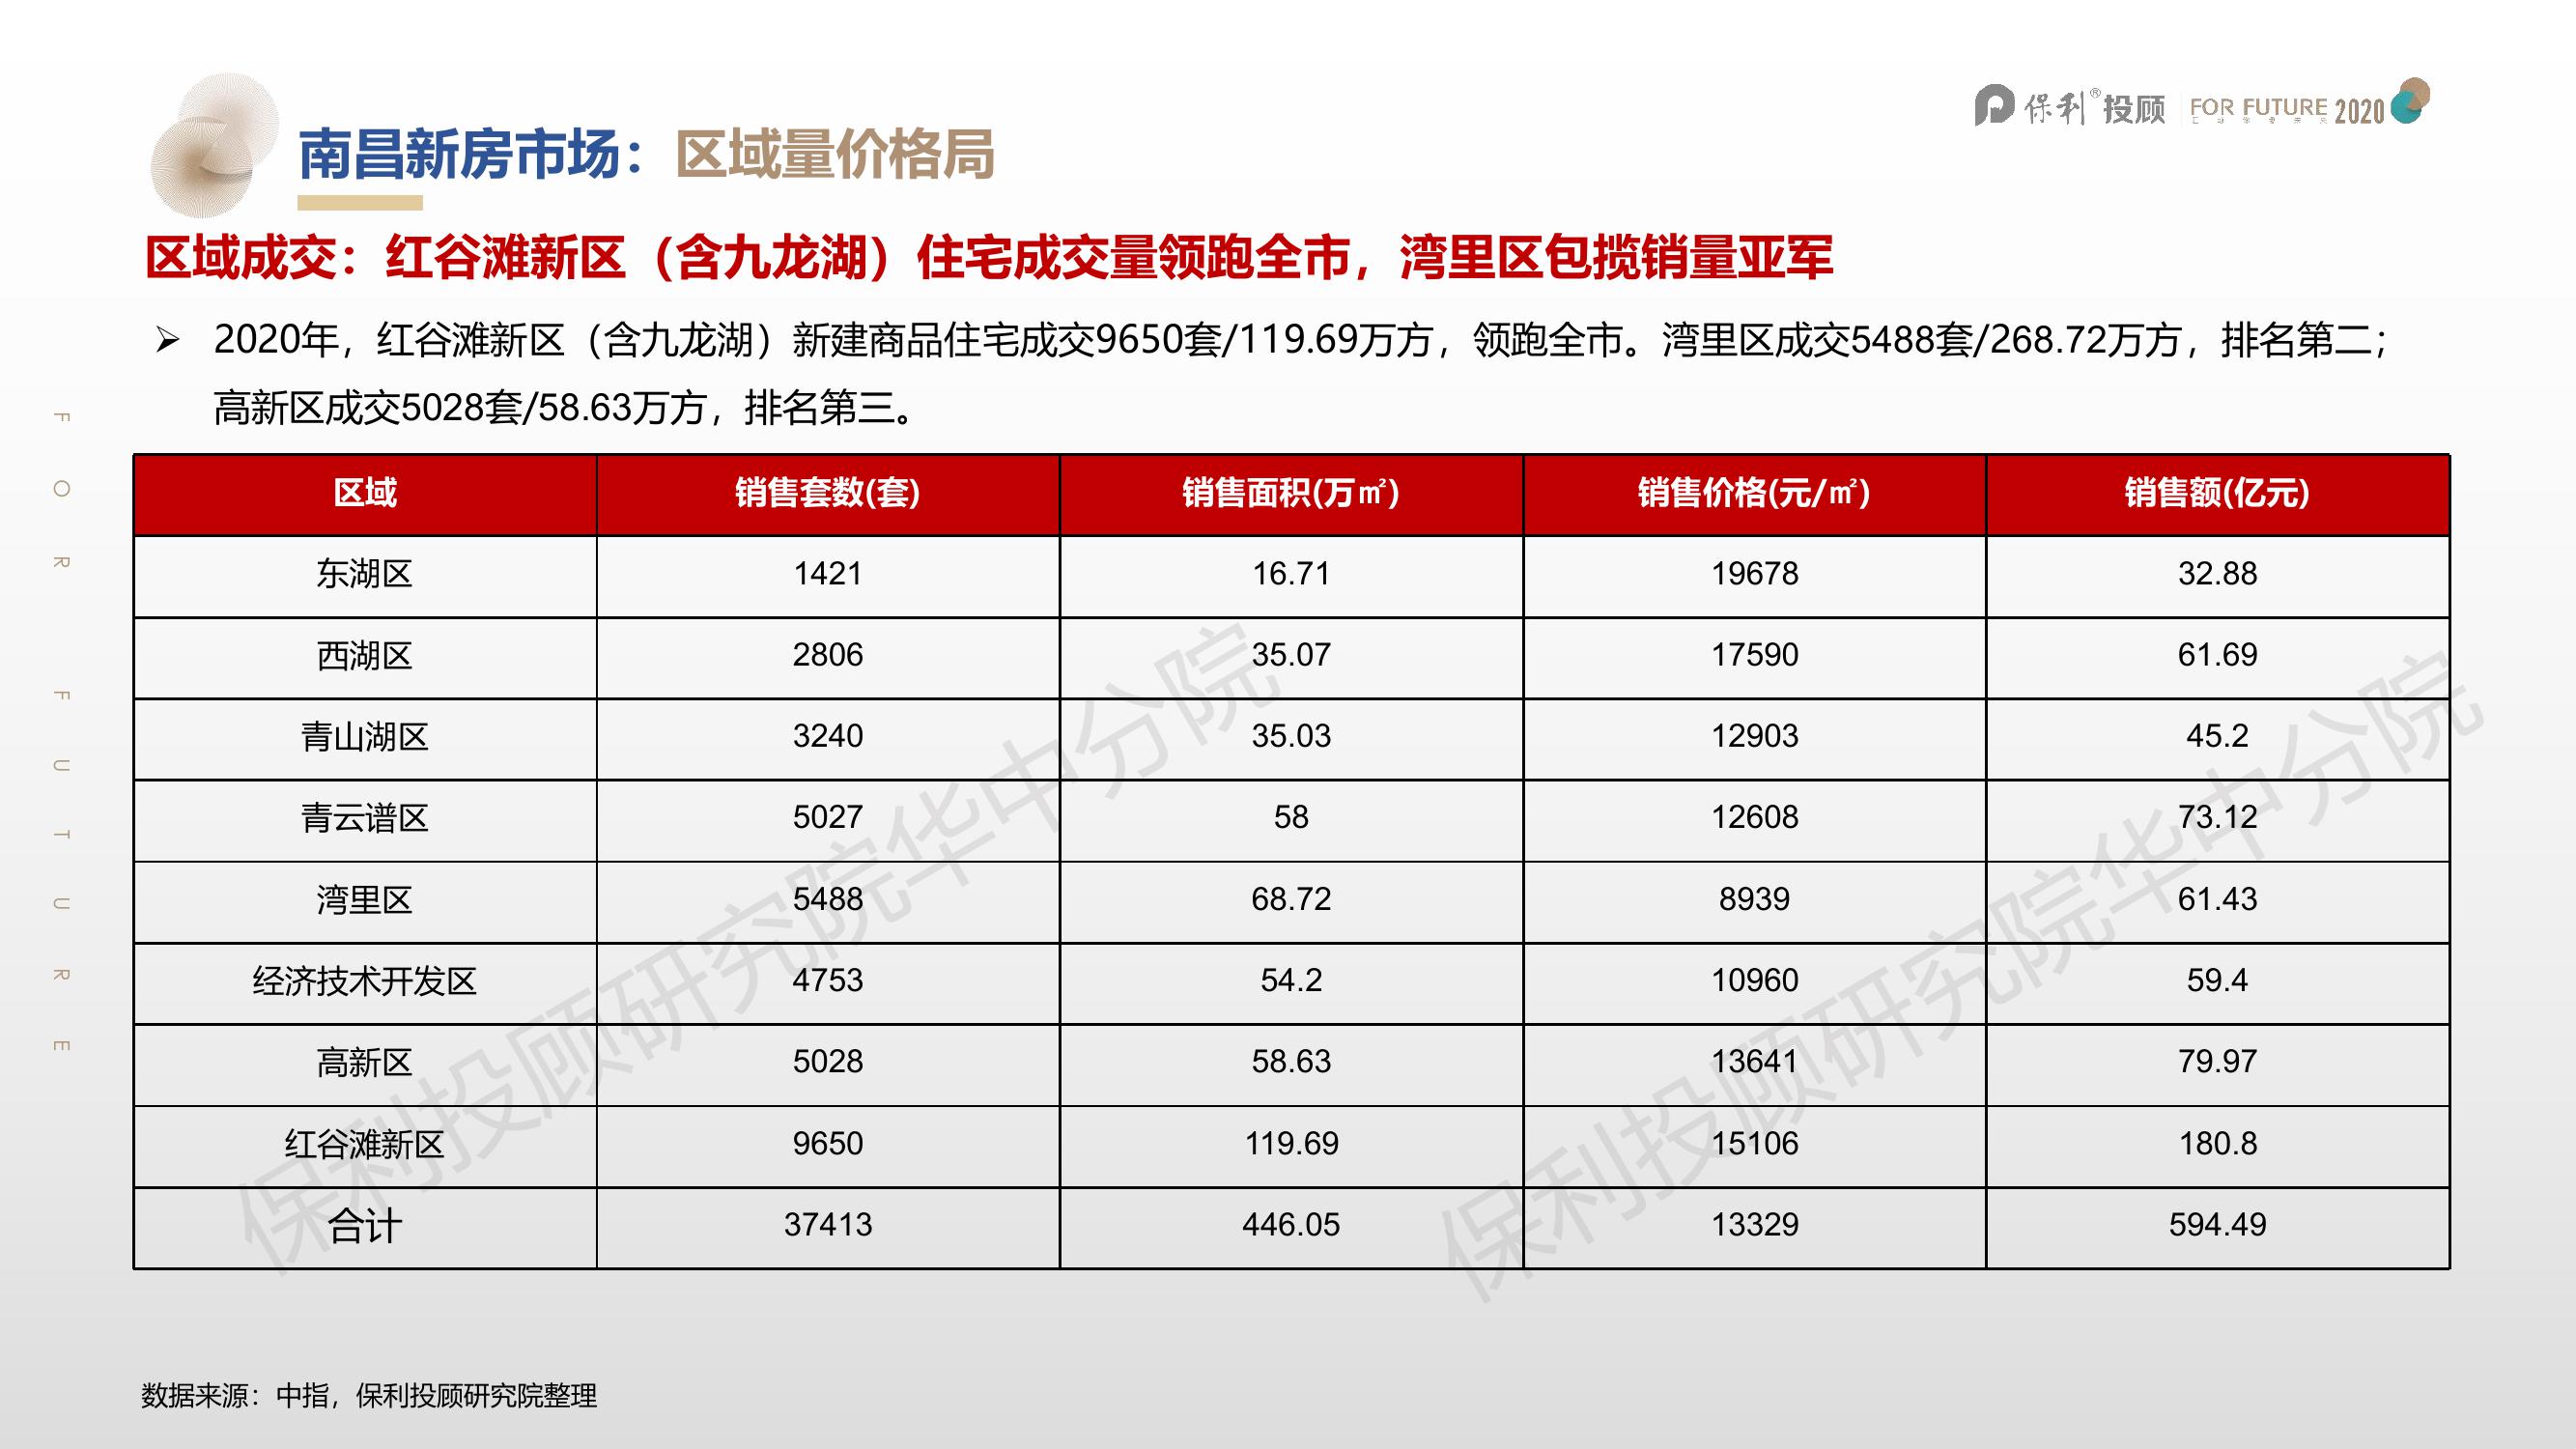 保利®投顾 FOR FUTURE 2020
南昌新房市场：区域量价格局
区域成交：红谷滩新区（含九龙湖）住宅成交量领跑全市，湾里区包揽销量亚军
➢ 2020年，红谷滩新区（含九龙湖）新建商品住宅成交9650套/119.69万方，领跑全市。湾里区成交5488套/268.72万方，排名第二；
高新区成交5028套/58.63万方，排名第三。
区域 销售套数(套) 销售面积(万㎡) 销售价格(元/㎡) 销售额(亿元)
东湖区 1421 16.71 19678 32.88
西湖区 2806 35.07 17590 61.69
青山湖区 3240 35.03 12903 45.2
青云谱区 5027 58 12608 73.12
湾里区 5488 68.72 8939 61.43
经济技术开发区 4753 54.2 10960 59.4
高新区 5028 58.63 13641 79.97
红谷滩新区 9650 119.69 15106 180.8
合计 37413 446.05 13329 594.49
数据来源：中指，保利投顾研究院整理
FOR FUTURE
保利投顾研究院华中分院
保利投顾研究院华中分院